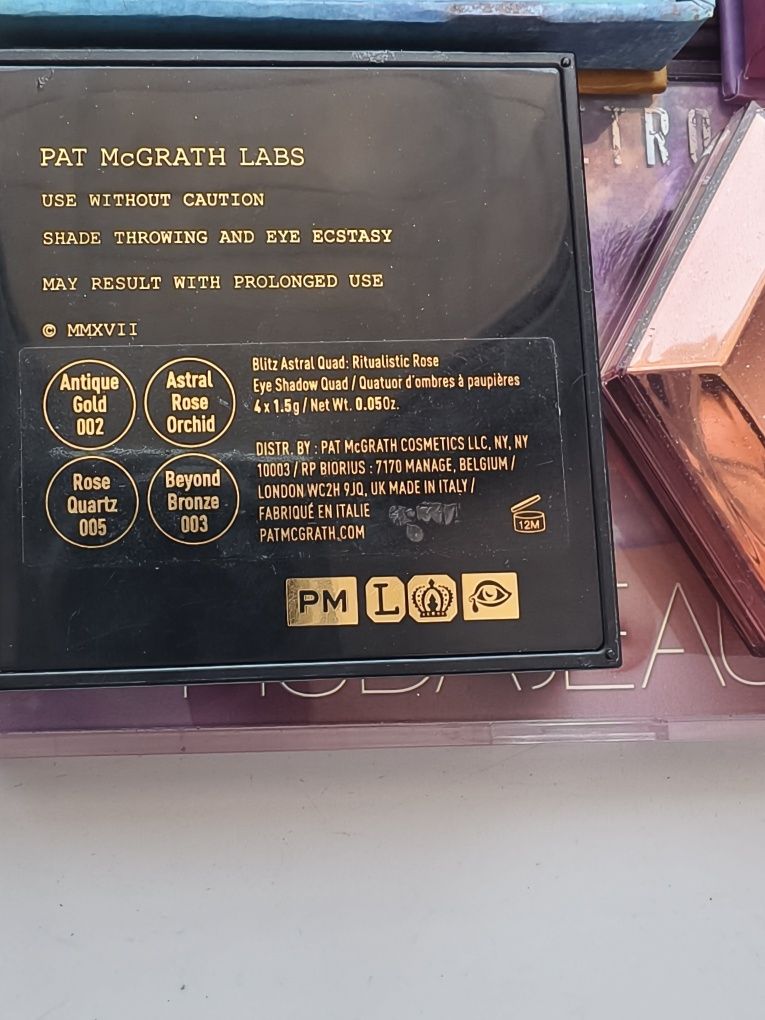 PAT McGRATH LABS
USE WITHOUT CAUTION
SHADE THROWING AND EYE ECSTASY
MAY RESULT WITH PROLONGED USE
© MMXVII
Antique
Gold
002
Astral
Rose
Orchid
Rose
Quartz
005
Beyond
Bronze
003
Blitz Astral Quad: Ritualistic Rose
Eye Shadow Quad / Quatuor d'ombres à paupières
4 x 1.5g / Net Wt. 0.05Oz.
DISTR. BY : PAT McGRATH COSMETICS LLC, NY, NY
10003 / RP BIORIUS : 7170 MANAGE, BELGIUM /
LONDON WC2H 9JQ, UK MADE IN ITALY /
FABRIQUÉ EN ITALIE
PATMCGRATH.COM
12M
PM L